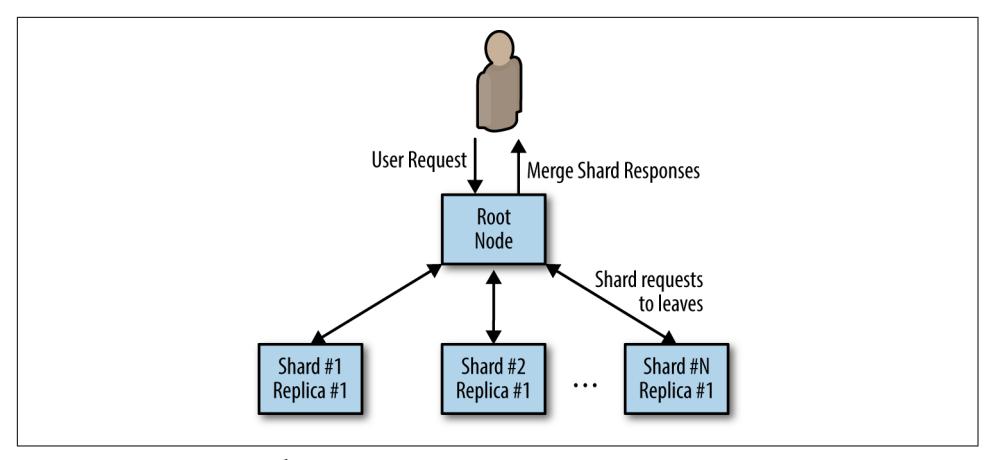 User Request
Merge Shard Responses
Root
Node
Shard requests
to leaves
Shard #1
Replica #1
Shard #2
Replica #1
...
Shard #N
Replica #1